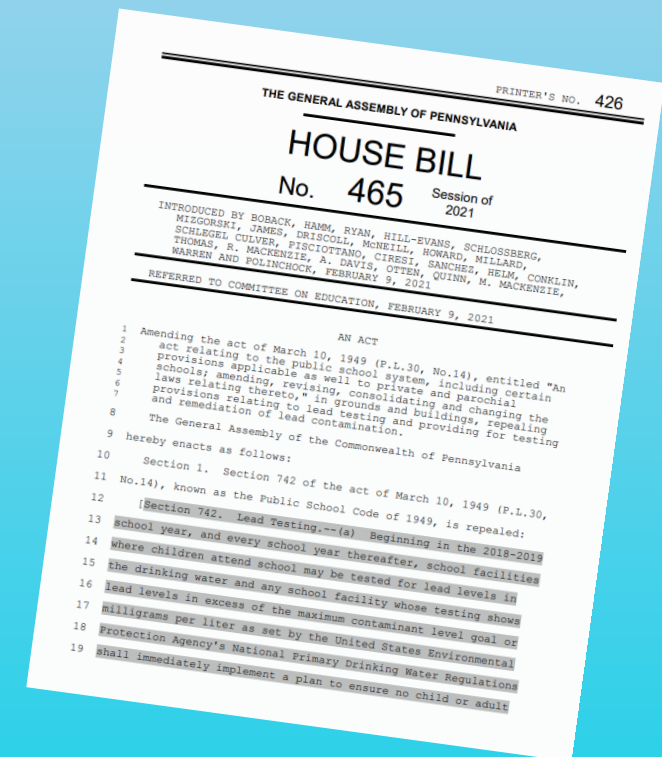 PRINTER'S NO. 426
THE GENERAL ASSEMBLY OF PENNSYLVANIA
HOUSE BILL
No. 465 Session of
2021
INTRODUCED BY BOBACK, HAMM, RYAN, HILL-EVANS, SCHLOSSBERG,
MIZGORSKI, JAMES, DRISCOLL, McNEILL, HOWARD, MILLARD,
SCHLEGEL CULVER, PISCIOTTANO, CIRESI, SANCHEZ, HELM, CONKLIN,
THOMAS, R. MACKENZIE, A. DAVIS, OTTEN, QUINN, M. MACKENZIE,
WARREN AND POLINCHOCK, FEBRUARY 9, 2021
REFERRED TO COMMITTEE ON EDUCATION, FEBRUARY 9, 2021
AN ACT
1 Amending the act of March 10, 1949 (P.L.30, No.14), entitled "An
2 act relating to the public school system, including certain
3 provisions applicable as well to private and parochial
4 schools; amending, revising, consolidating and changing the
5 laws relating thereto," in grounds and buildings, repealing
6 provisions relating to lead testing and providing for testing
7 and remediation of lead contamination.
8 The General Assembly of the Commonwealth of Pennsylvania
9 hereby enacts as follows:
10 Section 1. Section 742 of the act of March 10, 1949 (P.L.30,
11 No.14), known as the Public School Code of 1949, is repealed:
12 [Section 742. Lead Testing.--(a) Beginning in the 2018-2019
13 school year, and every school year thereafter, school facilities
14 where children attend school may be tested for lead levels in
15 the drinking water and any school facility whose testing shows
16 lead levels in excess of the maximum contaminant level goal or
17 milligrams per liter as set by the United States Environmental
18 Protection Agency's National Primary Drinking Water Regulations
19 shall immediately implement a plan to ensure no child or adult